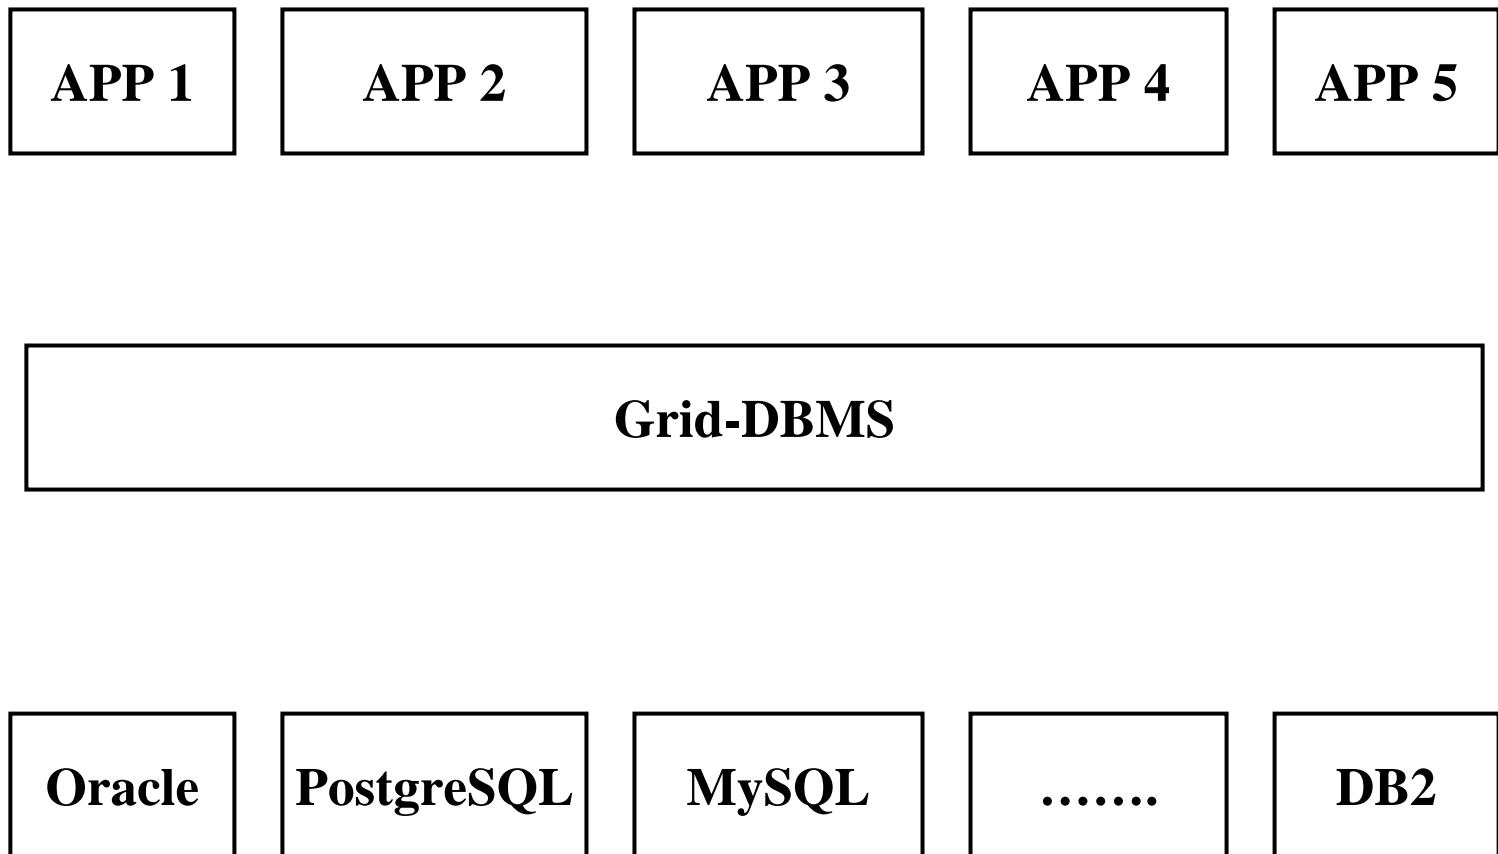 APP 1
APP 2
APP 3
APP 4
APP 5
Grid-DBMS
Oracle
PostgreSQL
MySQL
…….
DB2